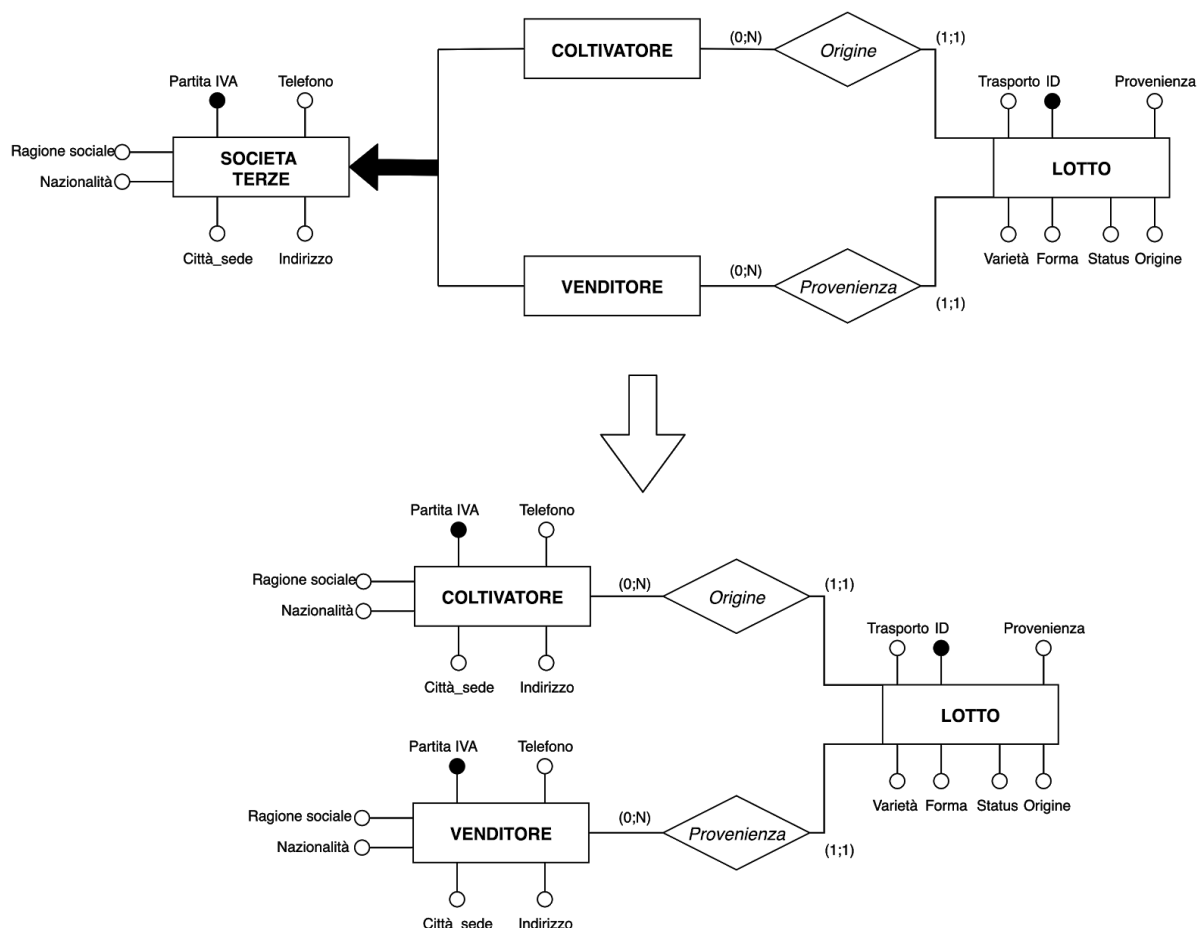 COLTIVATORE
(0;N)
Origine
(1;1)
Partita IVA
Telefono
Trasporto
ID
Provenienza
Ragione sociale
Nazionalità
SOCIETA
TERZE
LOTTO
Città_sede
Indirizzo
Varietà
Forma
Status
Origine
VENDITORE
(0;N)
Provenienza
(1;1)
Partita IVA
Telefono
Ragione sociale
Nazionalità
COLTIVATORE
(0;N)
Origine
(1;1)
Trasporto
ID
Provenienza
Città_sede
Indirizzo
LOTTO
Partita IVA
Telefono
Varietà
Forma
Status
Origine
Ragione sociale
Nazionalità
VENDITORE
(0;N)
Provenienza
(1;1)
Città_sede
Indirizzo